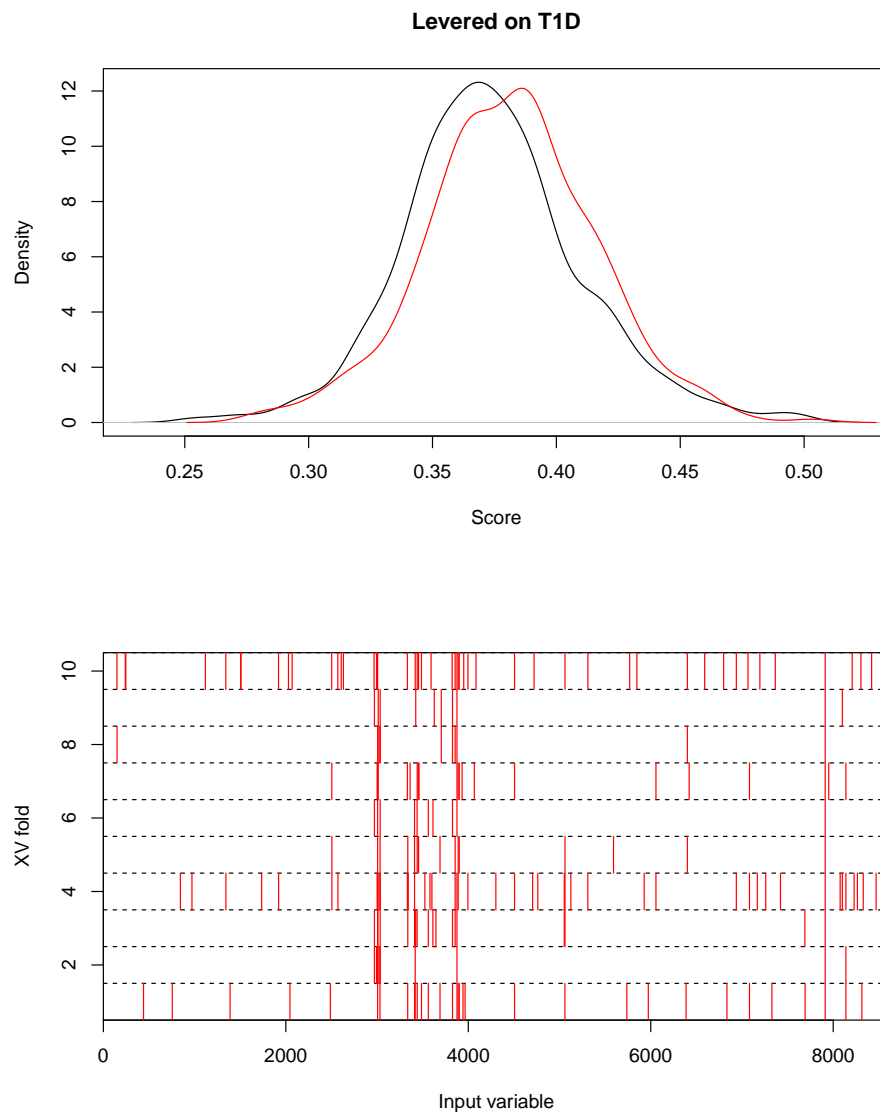 Levered on T1D
Density
0 2 4 6 8 10 12
0.25 0.30 0.35 0.40 0.45 0.50
Score
XV fold
2 4 6 8 10
0 2000 4000 6000 8000
Input variable